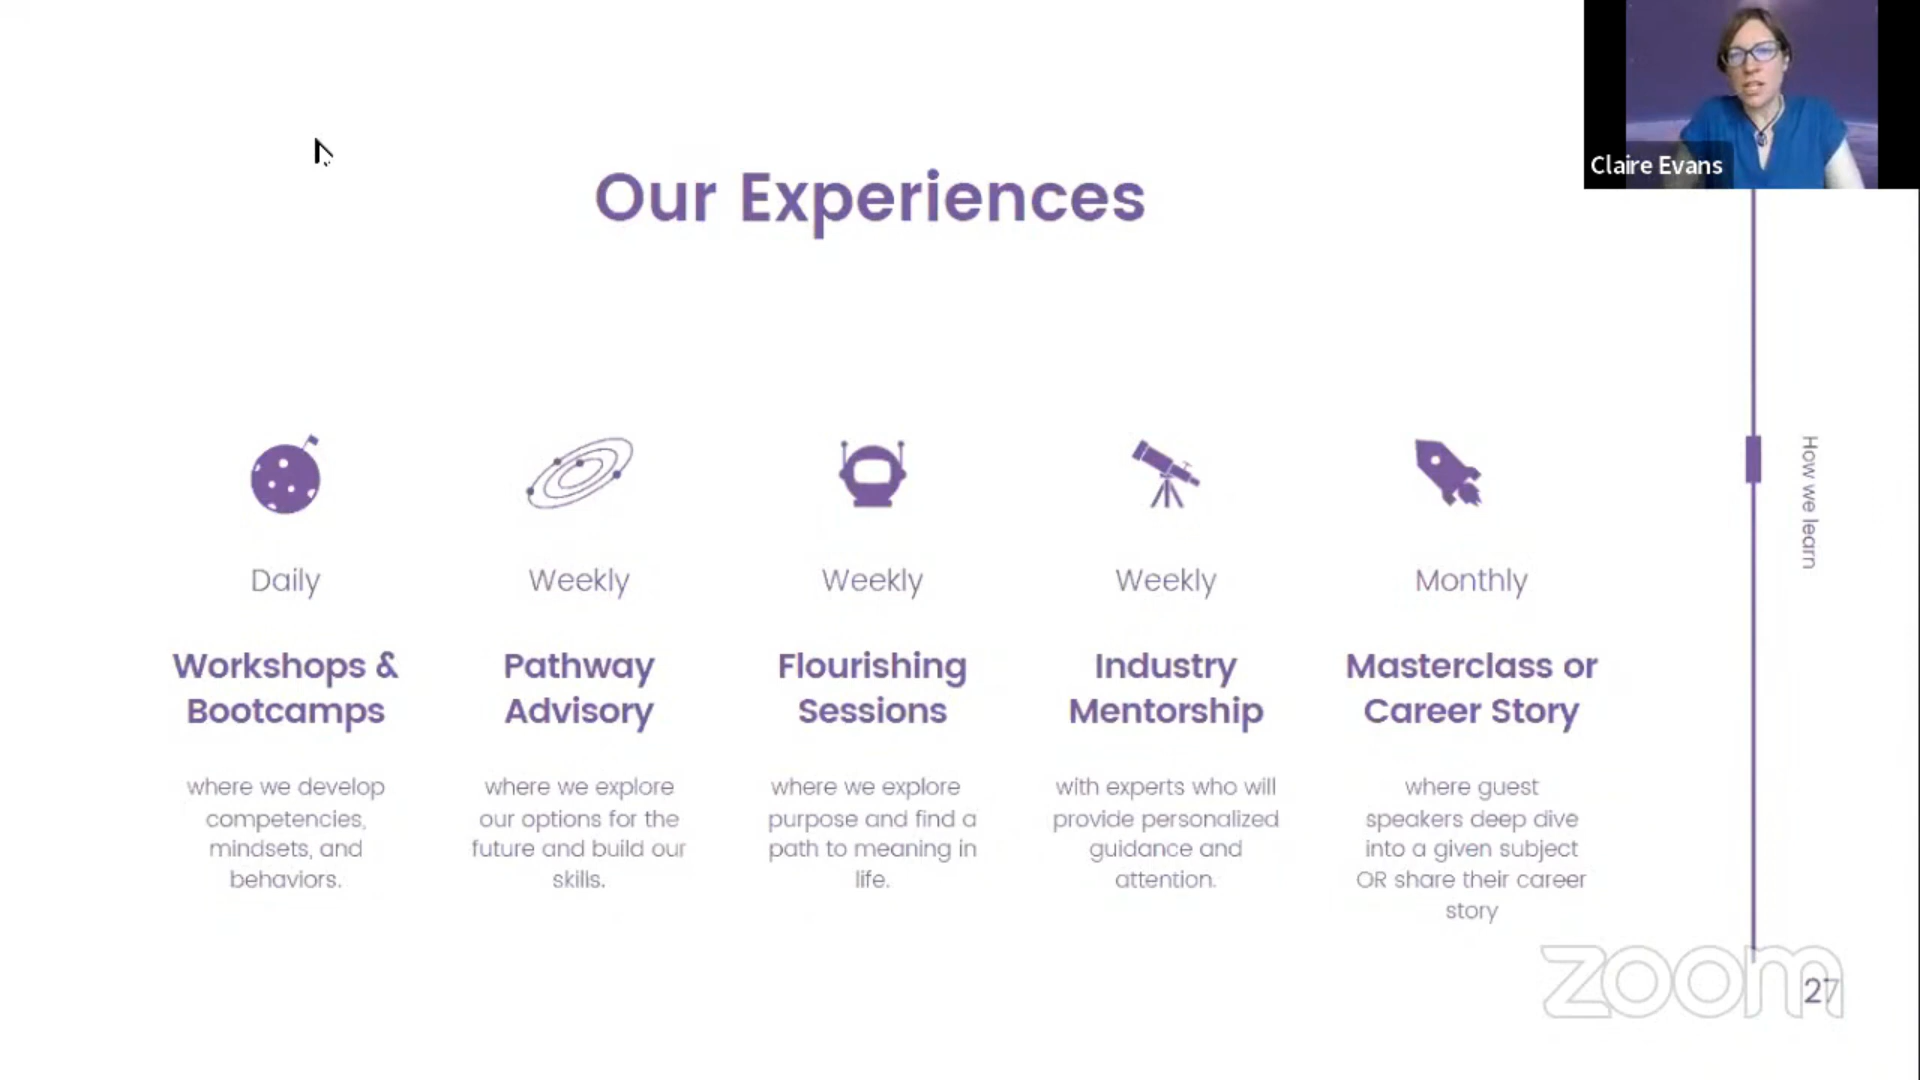 Claire Evans
Our Experiences
How we learn
Daily
Workshops &
Bootcamps
where we develop
competencies,
mindsets, and
behaviors.
Weekly
Pathway
Advisory
where we explore
our options for the
future and build our
skills.
Weekly
Flourishing
Sessions
where we explore
purpose and find a
path to meaning in
life.
Weekly
Industry
Mentorship
with experts who will
provide personalized
guidance and
attention.
Monthly
Masterclass or
Career Story
where guest
speakers deep dive
into a given subject
OR share their career
story
zoom
27